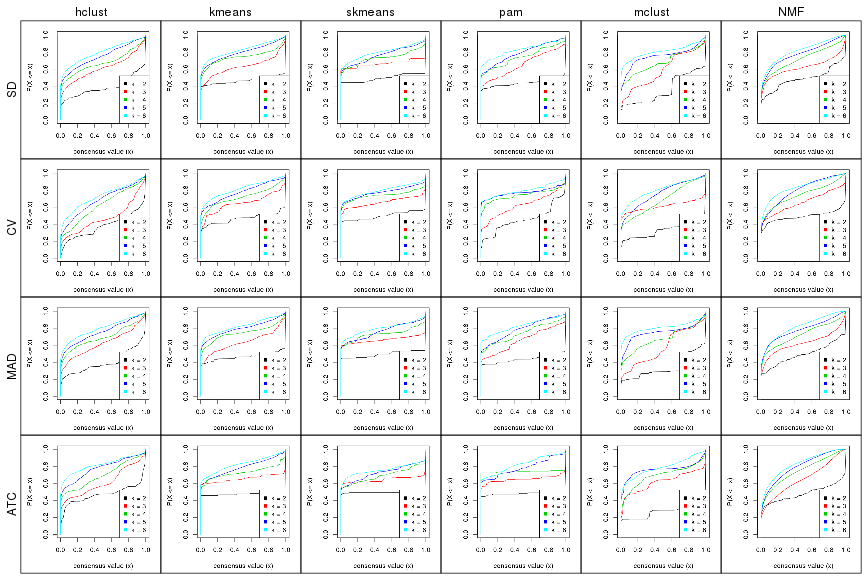 hclust kmeans skmeans pam mclust NMF
SD
CV
MAD
ATC
P(X <= x)
consensus value (x)
0.0 0.2 0.4 0.6 0.8 1.0
k = 2
k = 3
k = 4
k = 5
k = 6